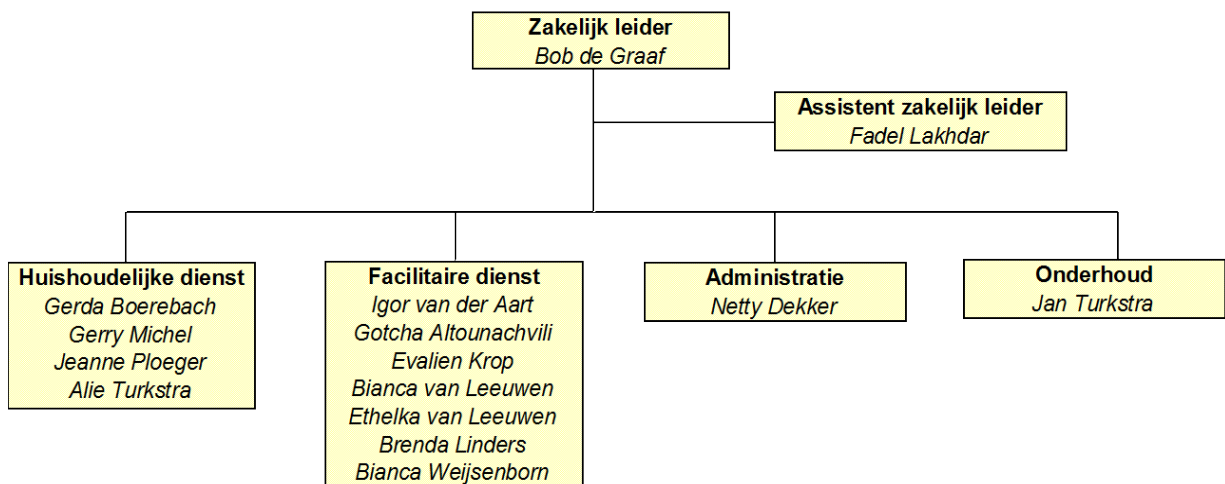 Zakelijk leider
Bob de Graaf
Assistent zakelijk leider
Fadel Lakhdar
Huishoudelijke dienst
Gerda Boerebach
Gerry Michel
Jeanne Ploeger
Alie Turkstra
Facilitaire dienst
Igor van der Aart
Gotcha Altounachvili
Evalien Krop
Bianca van Leeuwen
Ethelka van Leeuwen
Brenda Linders
Bianca Weijsenborn
Administratie
Netty Dekker
Onderhoud
Jan Turkstra